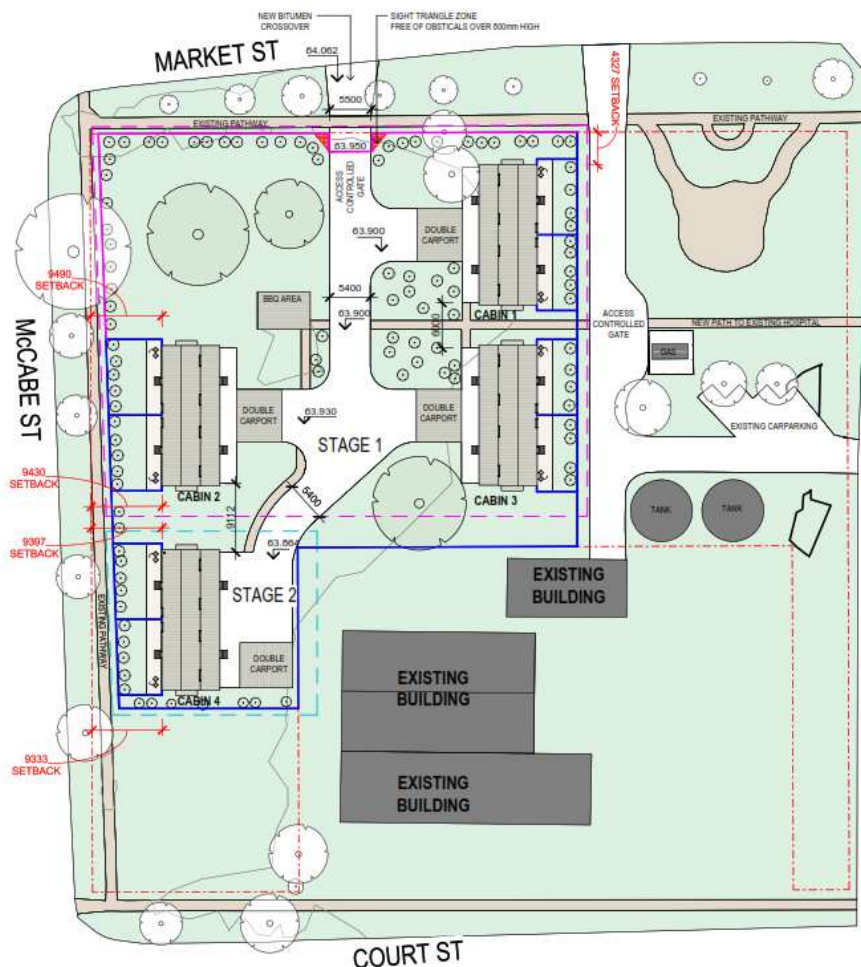 NEW BITUMEN
CROSSOVER
SIGHT TRIANGLE ZONE
FREE OF OBSTICALS OVER 600mm HIGH
MARKET ST
64.062
5500
4327 SETBACK
EXISTING PATHWAY
EXISTING PATHWAY
63.950
ACCESS
CONTROLLED
GATE
DOUBLE
CARPORT
63.900
9490
SETBACK
5400
BBQ AREA
63.900
6000
CABIN 1
ACCESS
CONTROLLED
GATE
NEW PATH TO EXISTING HOSPITAL
GAS
McCABE ST
DOUBLE
CARPORT
63.930
DOUBLE
CARPORT
STAGE 1
EXISTING CARPARKING
9430
SETBACK
CABIN 2
9112
5400
CABIN 3
TANK
TANK
9397
SETBACK
63.664
EXISTING
BUILDING
STAGE 2
EXISTING PATHWAY
DOUBLE
CARPORT
CABIN 4
EXISTING
BUILDING
9333
SETBACK
EXISTING
BUILDING
COURT ST